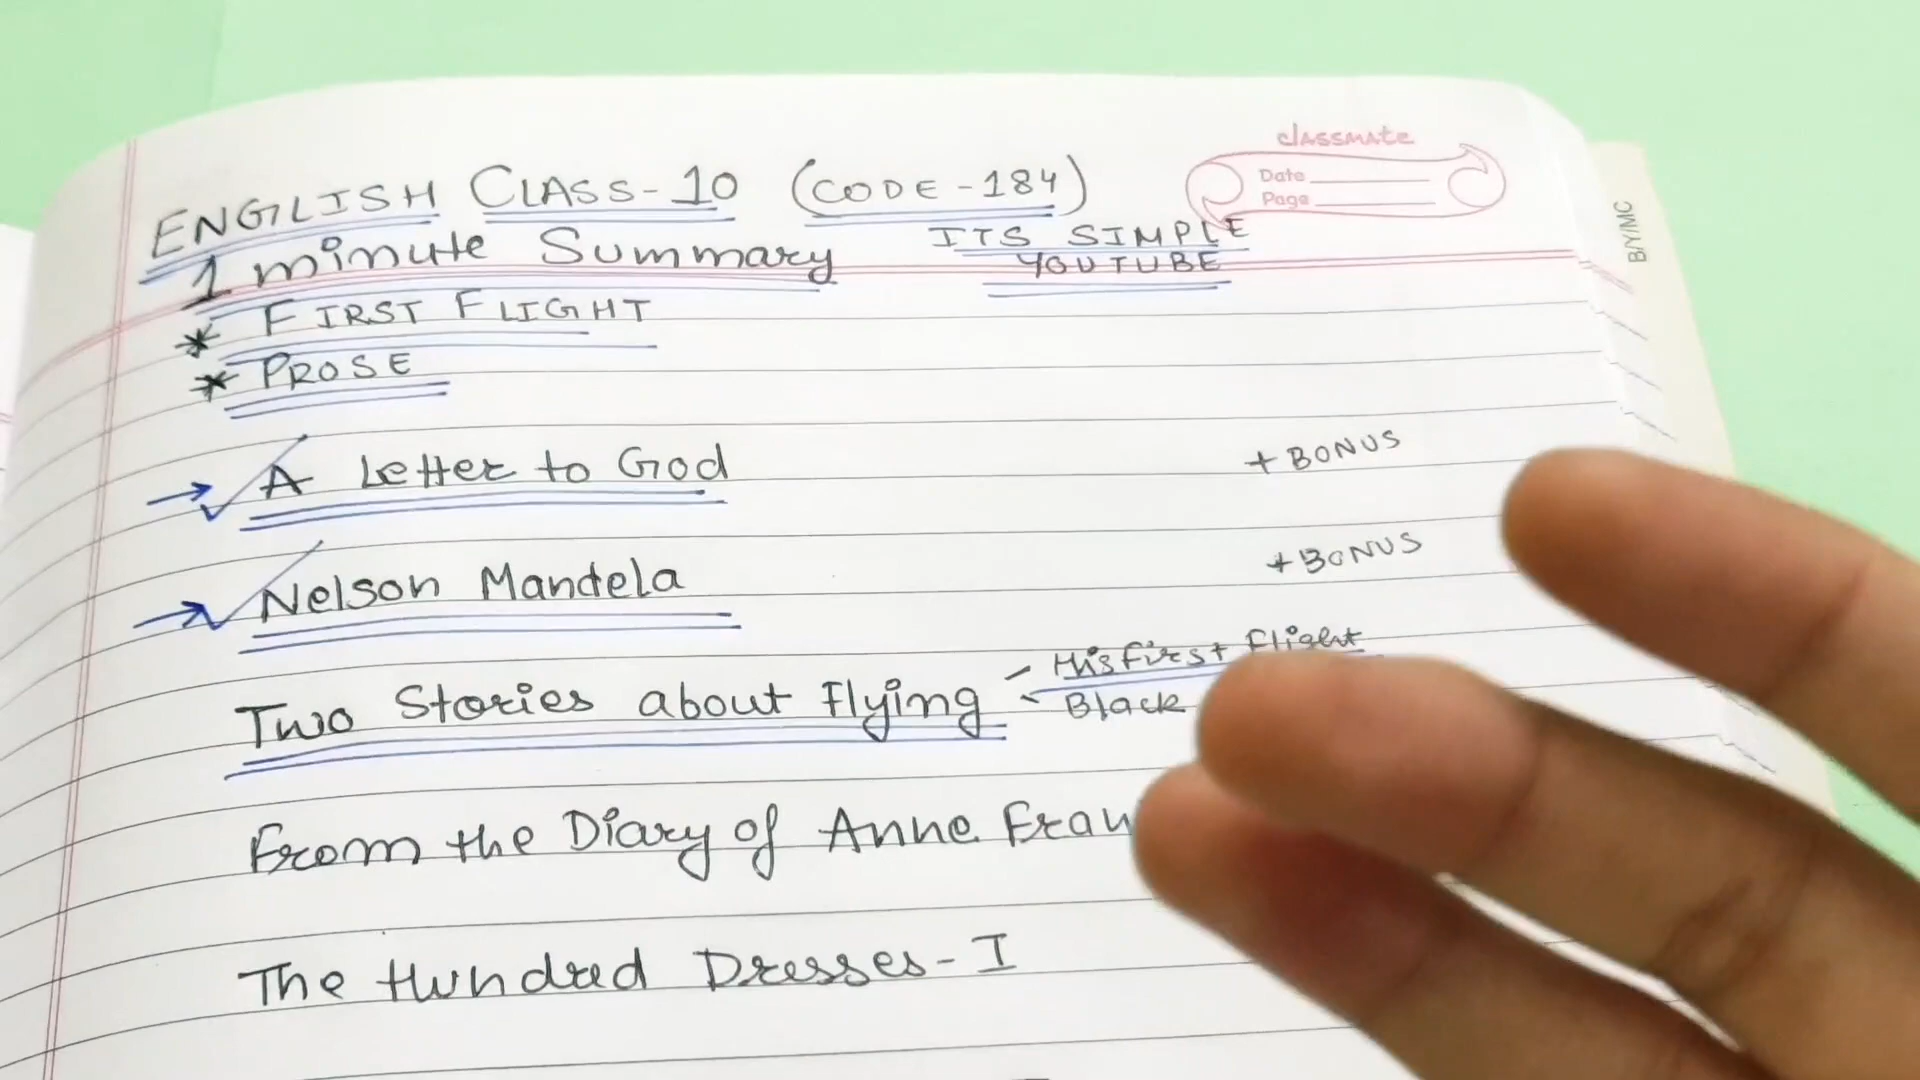 classmate
Date
Page
B/Y/MC
ENGLISH CLASS-10 (CODE-184)
1 minute Summary
ITS SIMPLE
YOUTUBE
* FIRST FLIGHT
* PROSE
→ A Letter to God
+ BONUS
→ Nelson Mandela
+ BONUS
Two Stories about Flying
His First Flight
Black
From the Diary of Anne
The Hundred Dresses-I